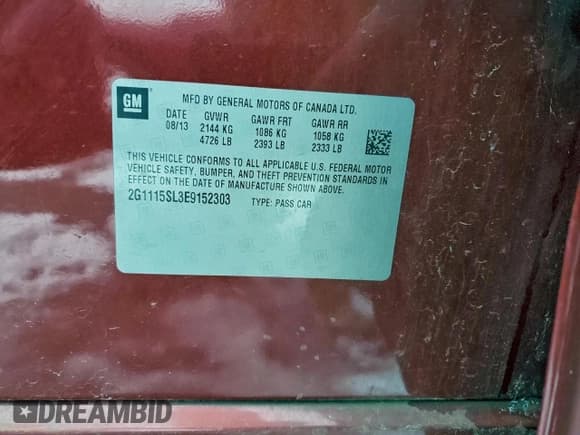 GM
MFD BY GENERAL MOTORS OF CANADA LTD.
DATE GVWR GAWR FRT GAWR RR
08/13 2144 KG 1086 KG 1058 KG
4726 LB 2393 LB 2333 LB
THIS VEHICLE CONFORMS TO ALL APPLICABLE U.S. FEDERAL MOTOR
VEHICLE SAFETY, BUMPER, AND THEFT PREVENTION STANDARDS IN
EFFECT ON THE DATE OF MANUFACTURE SHOWN ABOVE.
2G1115SL3E9152303 TYPE: PASS CAR
DREAMBID